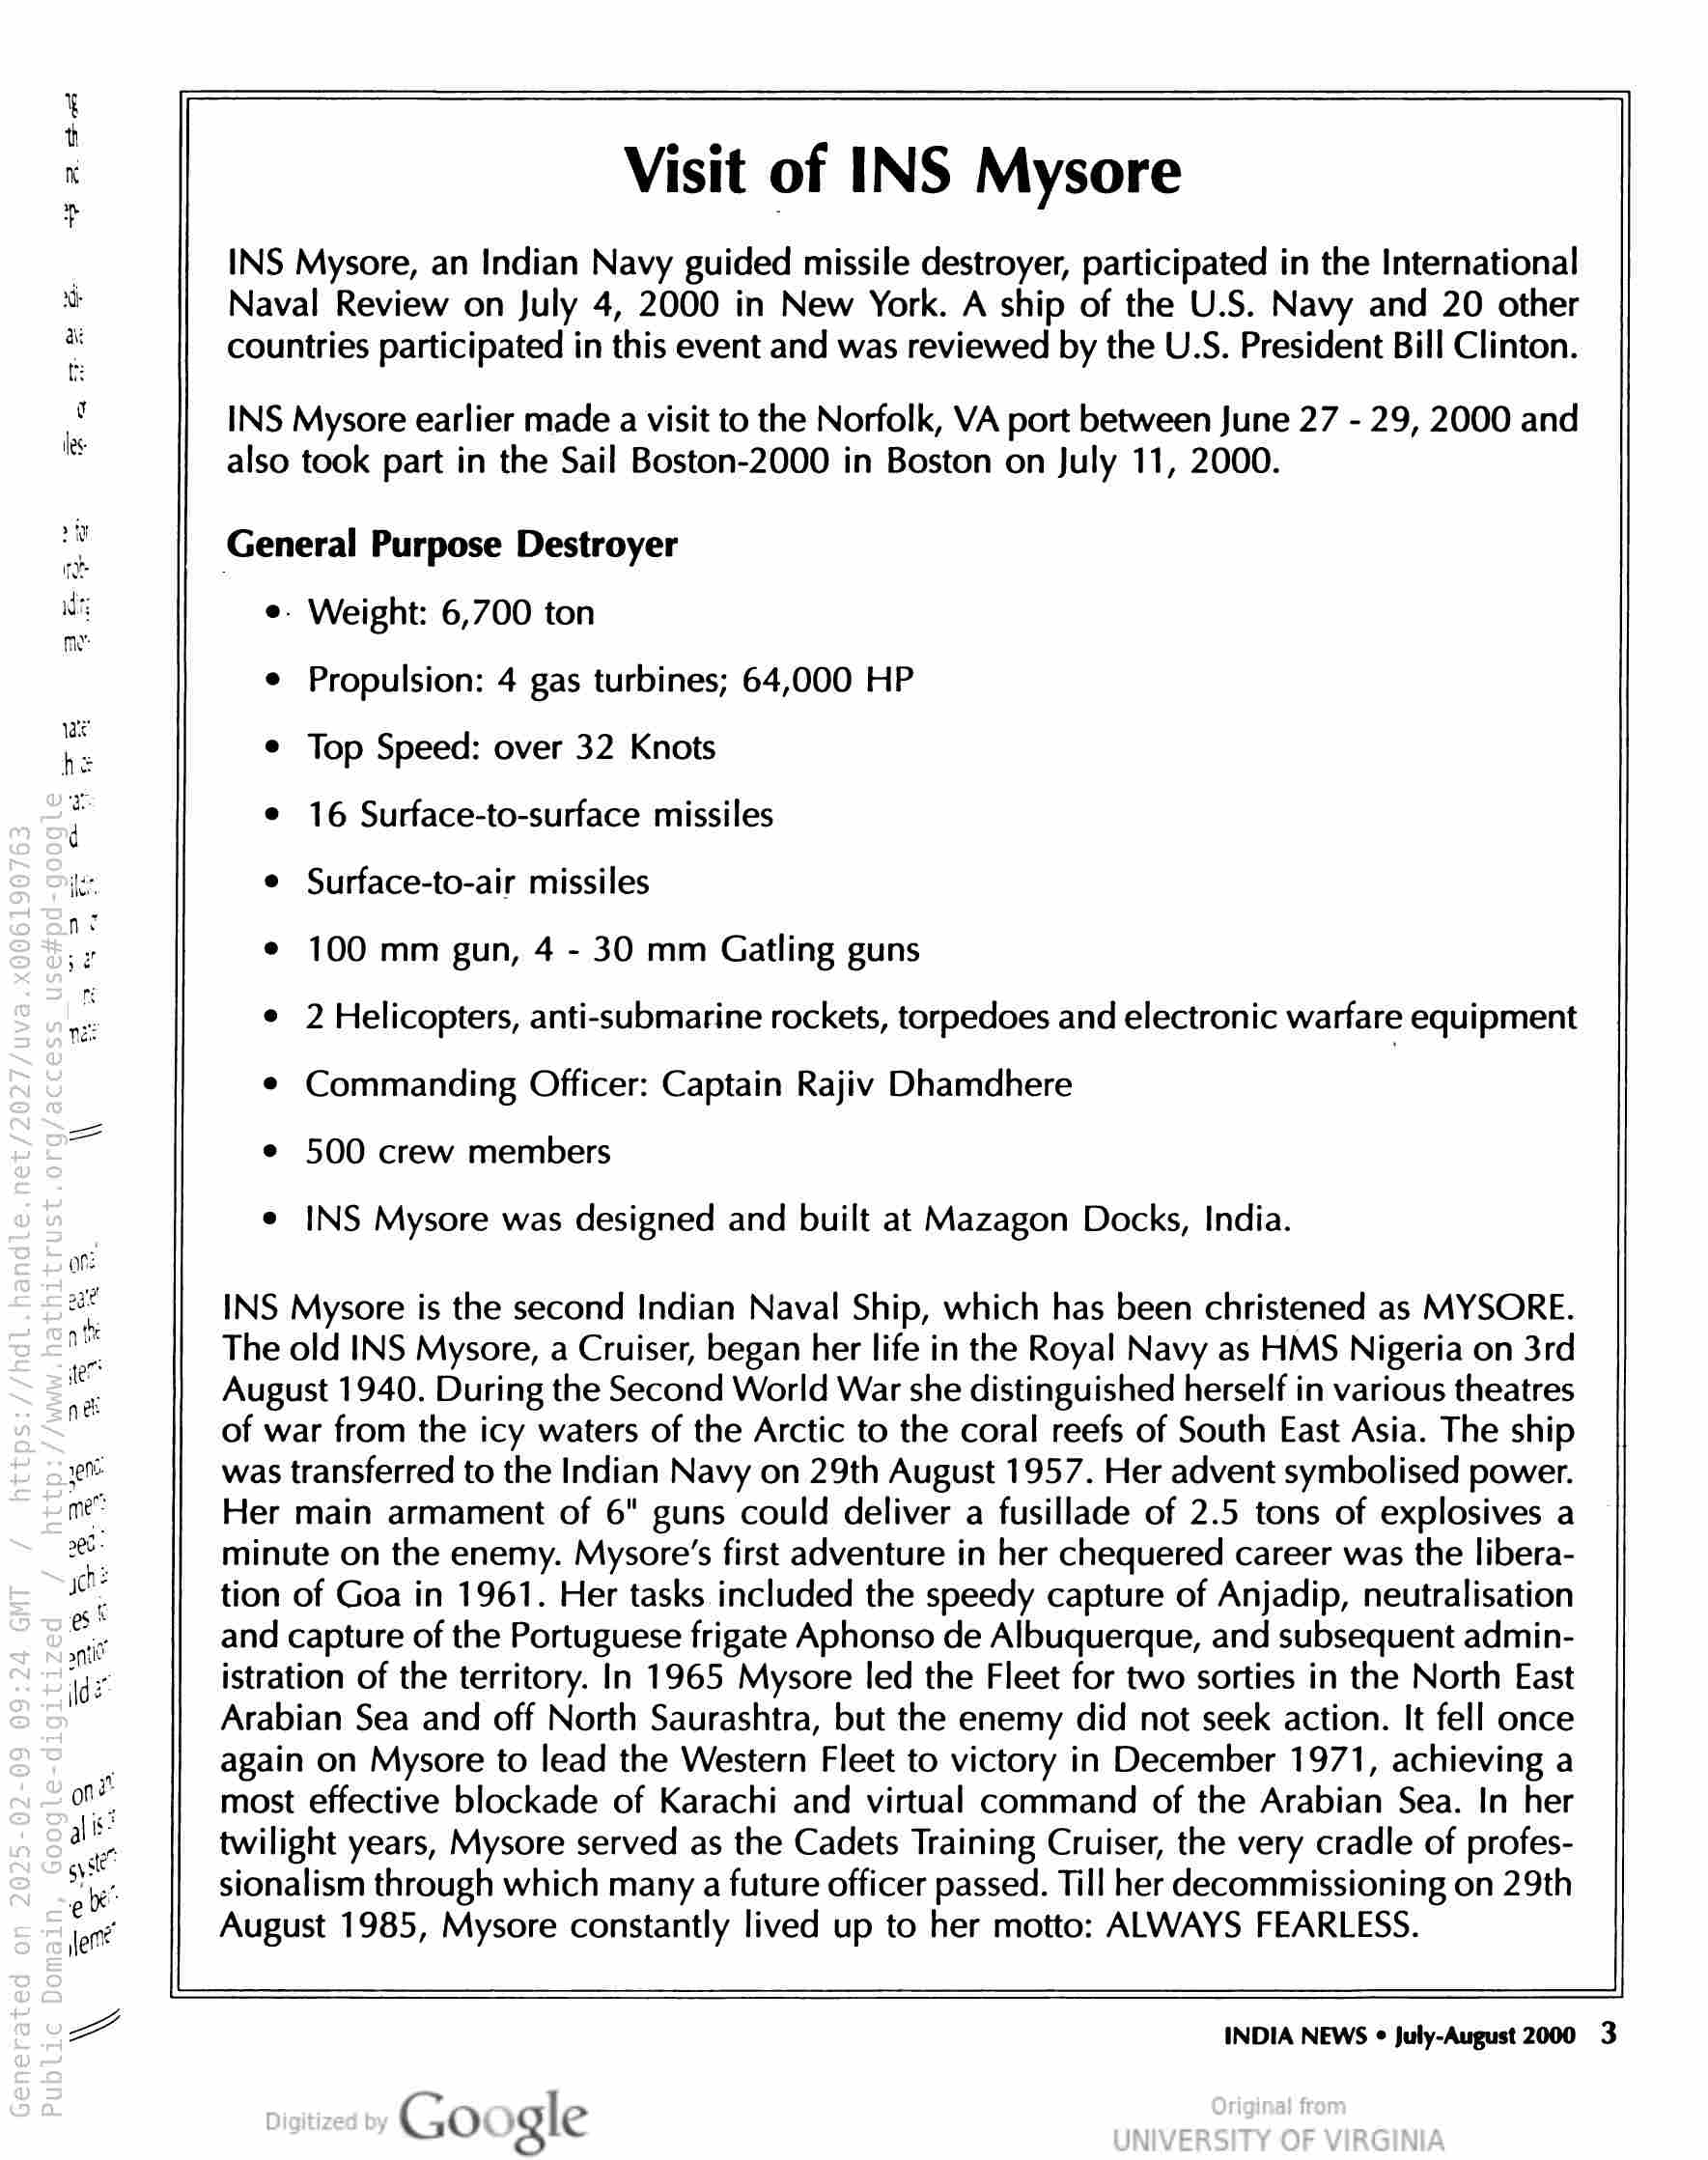 Visit of INS Mysore
INS Mysore, an Indian Navy guided missile destroyer, participated in the International
Naval Review on July 4, 2000 in New York. A ship of the U.S. Navy and 20 other
countries participated in this event and was reviewed by the U.S. President Bill Clinton.
INS Mysore earlier made a visit to the Norfolk, VA port between June 27 - 29, 2000 and
also took part in the Sail Boston-2000 in Boston on July 11, 2000.
General Purpose Destroyer
• Weight: 6,700 ton
• Propulsion: 4 gas turbines; 64,000 HP
• Top Speed: over 32 Knots
• 16 Surface-to-surface missiles
• Surface-to-air missiles
• 100 mm gun, 4 - 30 mm Gatling guns
• 2 Helicopters, anti-submarine rockets, torpedoes and electronic warfare equipment
• Commanding Officer: Captain Rajiv Dhamdhere
• 500 crew members
• INS Mysore was designed and built at Mazagon Docks, India.
INS Mysore is the second Indian Naval Ship, which has been christened as MYSORE.
The old INS Mysore, a Cruiser, began her life in the Royal Navy as HMS Nigeria on 3rd
August 1940. During the Second World War she distinguished herself in various theatres
of war from the icy waters of the Arctic to the coral reefs of South East Asia. The ship
was transferred to the Indian Navy on 29th August 1957. Her advent symbolised power.
Her main armament of 6" guns could deliver a fusillade of 2.5 tons of explosives a
minute on the enemy. Mysore's first adventure in her chequered career was the libera-
tion of Goa in 1961. Her tasks included the speedy capture of Anjadip, neutralisation
and capture of the Portuguese frigate Aphonso de Albuquerque, and subsequent admin-
istration of the territory. In 1965 Mysore led the Fleet for two sorties in the North East
Arabian Sea and off North Saurashtra, but the enemy did not seek action. It fell once
again on Mysore to lead the Western Fleet to victory in December 1971, achieving a
most effective blockade of Karachi and virtual command of the Arabian Sea. In her
twilight years, Mysore served as the Cadets Training Cruiser, the very cradle of profes-
sionalism through which many a future officer passed. Till her decommissioning on 29th
August 1985, Mysore constantly lived up to her motto: ALWAYS FEARLESS.
INDIA NEWS • July-August 2000 3
Digitized by Google
Original from
UNIVERSITY OF VIRGINIA
Generated on 2025-02-09 09:24 GMT / https://hdl.handle.net/2027/uva.x006190763
Public Domain, Google-digitized / http://www.hathitrust.org/access_use#pd-google